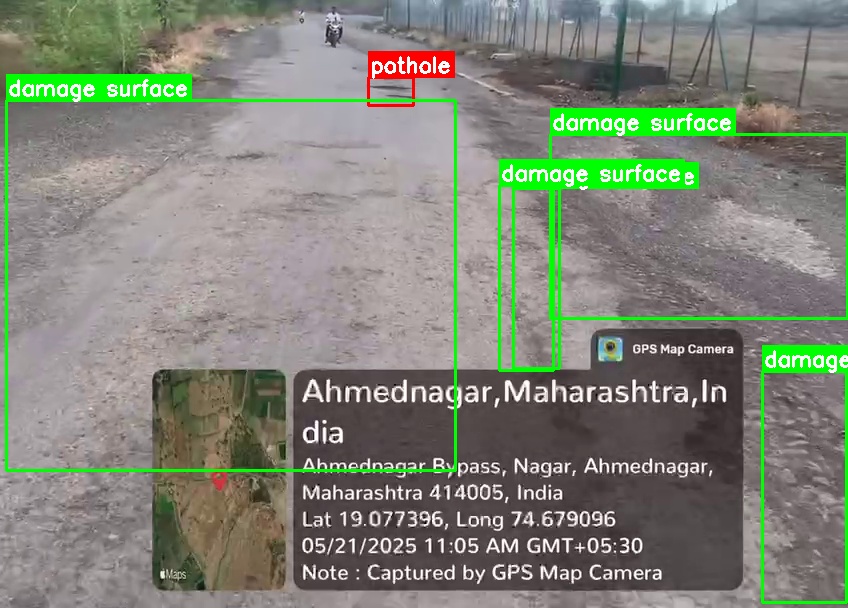 pothole
damage surface
damage surface
damage surface
damage
GPS Map Camera
Ahmednagar,Maharashtra,In
dia
Ahmednagar Bypass, Nagar, Ahmednagar,
Maharashtra 414005, India
Lat 19.077396, Long 74.679096
05/21/2025 11:05 AM GMT+05:30
Note : Captured by GPS Map Camera
Maps